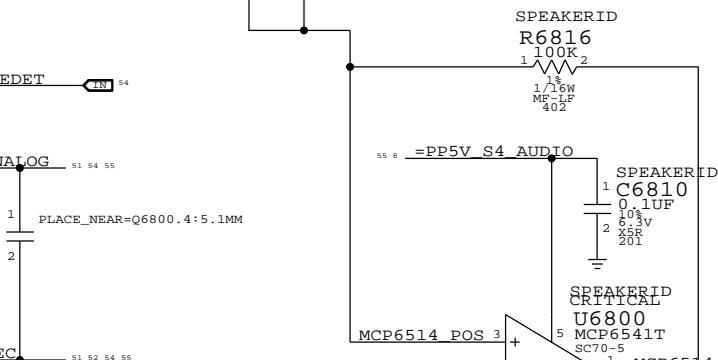 SPEAKERID
R6816
100K
1 2
1%
1/16W
MF-LF
402
EDET
IN 54
ALOG 51 54 55
1
PLACE_NEAR=Q6800.4:5.1MM
2
55 8 =PP5V_S4_AUDIO
SPEAKERID
1 C6810
0.1UF
10%
6.3V
2 X5R
201
SPEAKERID
CRITICAL
U6800
MCP6514_POS 3
+
5 MCP6541T
SC70-5
EC 51 52 54 55